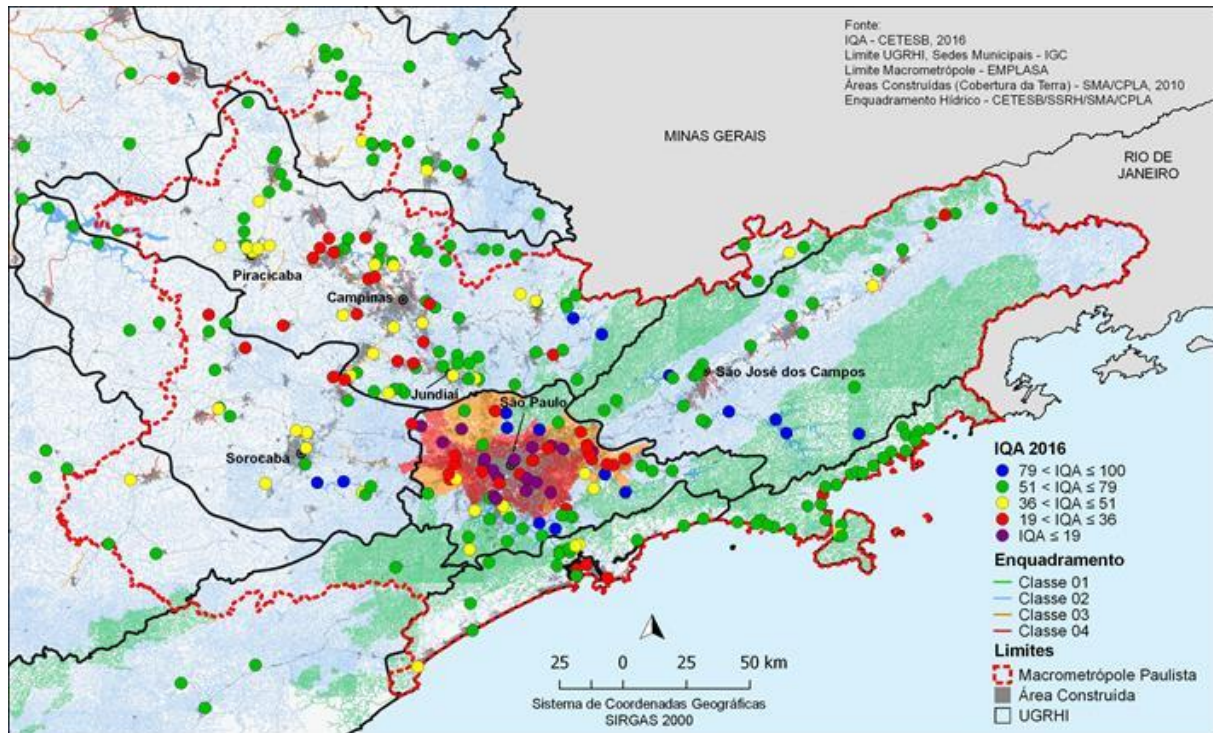 Fonte:
IQA - CETESB, 2016
Limite UGRHI, Sedes Municipais - IGC
Limite Macrometrópole - EMPLASA
Áreas Construídas (Cobertura da Terra) - SMA/CPLA, 2010
Enquadramento Hídrico - CETESB/SSRH/SMA/CPLA
MINAS GERAIS
RIO DE
JANEIRO
Piracicaba
Campinas
São José dos Campos
Jundiaí
São Paulo
Sorocaba
IQA 2016
79 < IQA ≤ 100
51 < IQA ≤ 79
36 < IQA ≤ 51
19 < IQA ≤ 36
IQA ≤ 19
Enquadramento
Classe 01
Classe 02
Classe 03
Classe 04
Limites
Macrometrópole Paulista
Área Construída
UGRHI
25 0 25 50 km
Sistema de Coordenadas Geográficas
SIRGAS 2000